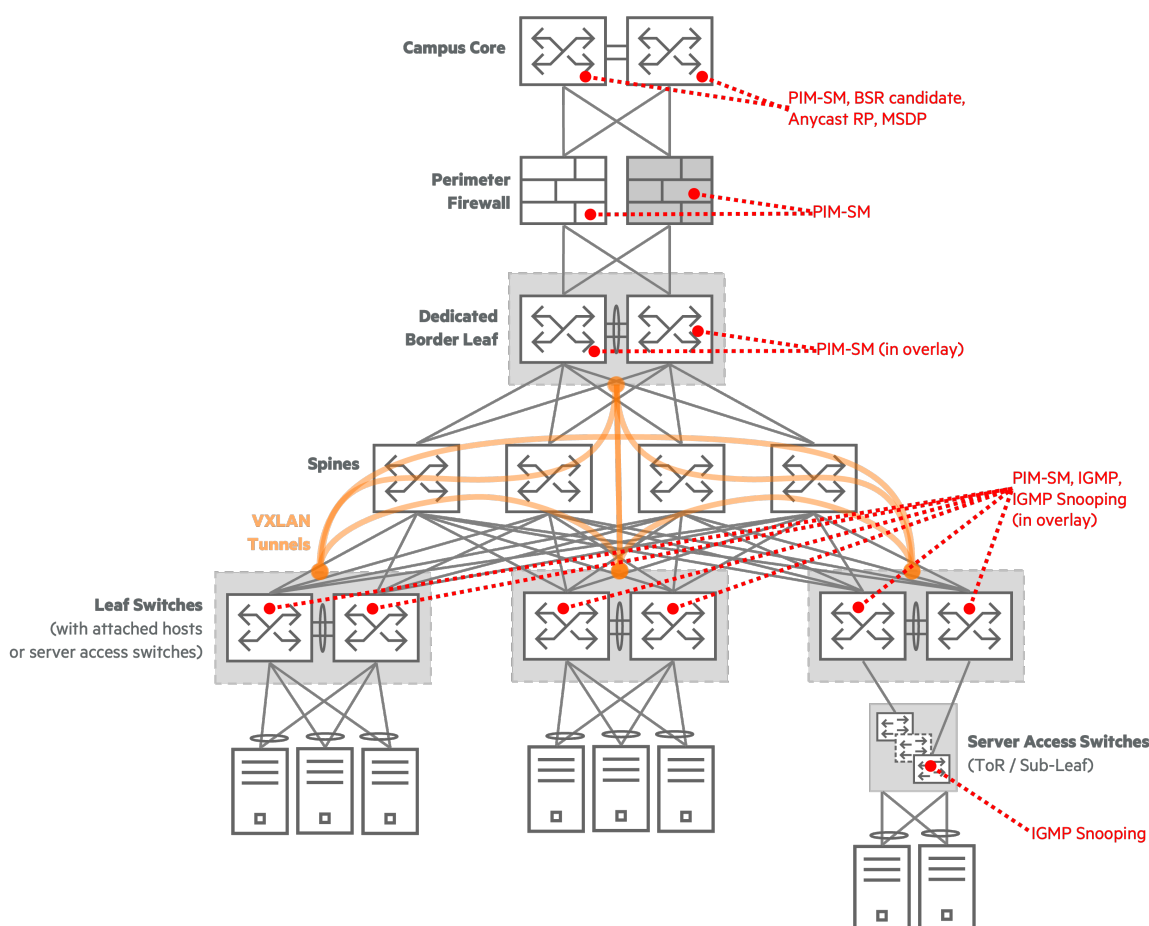 Campus Core
PIM-SM, BSR candidate,
Anycast RP, MSDP
Perimeter
Firewall
PIM-SM
Dedicated
Border Leaf
PIM-SM (in overlay)
Spines
PIM-SM, IGMP,
IGMP Snooping
(in overlay)
VXLAN
Tunnels
Leaf Switches
(with attached hosts
or server access switches)
Server Access Switches
(ToR / Sub-Leaf)
IGMP Snooping